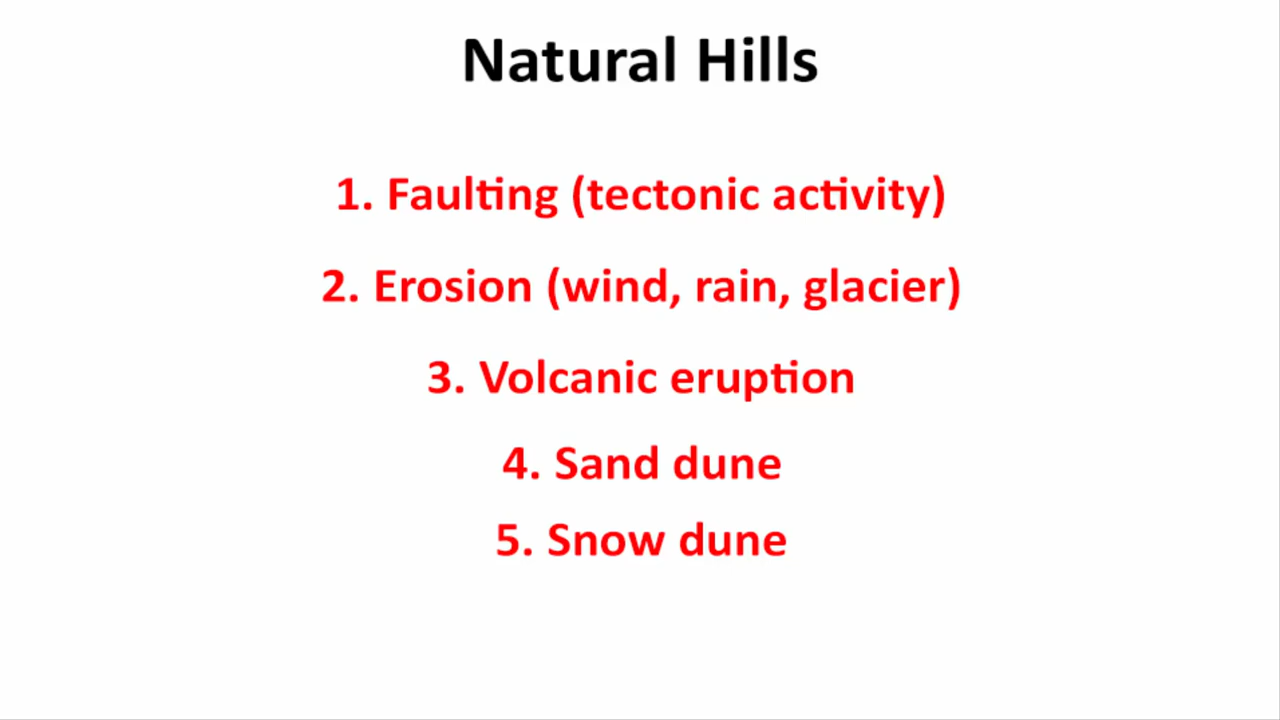 Natural Hills
1. Faulting (tectonic activity)
2. Erosion (wind, rain, glacier)
3. Volcanic eruption
4. Sand dune
5. Snow dune